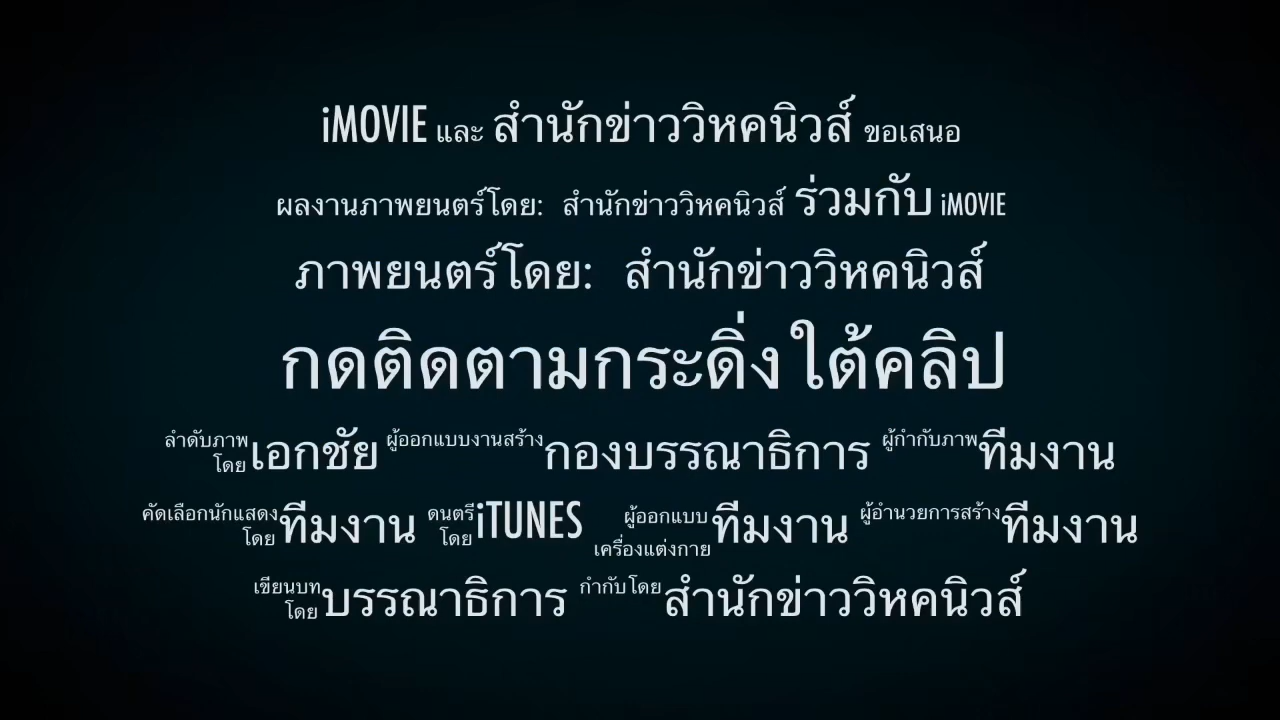 iMOVIE และ สำนักข่าววิหคนิวส์ ขอเสนอ
ผลงานภาพยนตร์โดย: สำนักข่าววิหคนิวส์ ร่วมกับ iMOVIE
ภาพยนตร์โดย: สำนักข่าววิหคนิวส์
กดติดตามกระดิ่ง ใต้คลิป
ลำดับภาพโดย เอกชัย ผู้ออกแบบงานสร้าง กองบรรณาธิการ ผู้กำกับภาพ ทีมงาน
คัดเลือกนักแสดงโดย ทีมงาน ดนตรีโดย iTUNES ผู้ออกแบบเครื่องแต่งกาย ทีมงาน ผู้อำนวยการสร้าง ทีมงาน
เขียนบทโดย บรรณาธิการ กำกับโดย สำนักข่าววิหคนิวส์